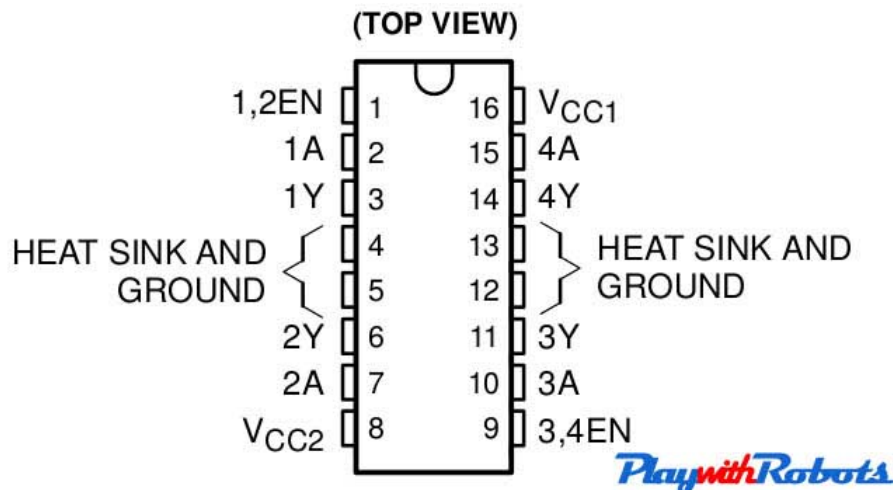 (TOP VIEW)
1,2EN 1 16 VCC1
1A 2 15 4A
1Y 3 14 4Y
HEAT SINK AND 4 13 HEAT SINK AND
GROUND 5 12 GROUND
2Y 6 11 3Y
2A 7 10 3A
VCC2 8 9 3,4EN
PlaywithRobots